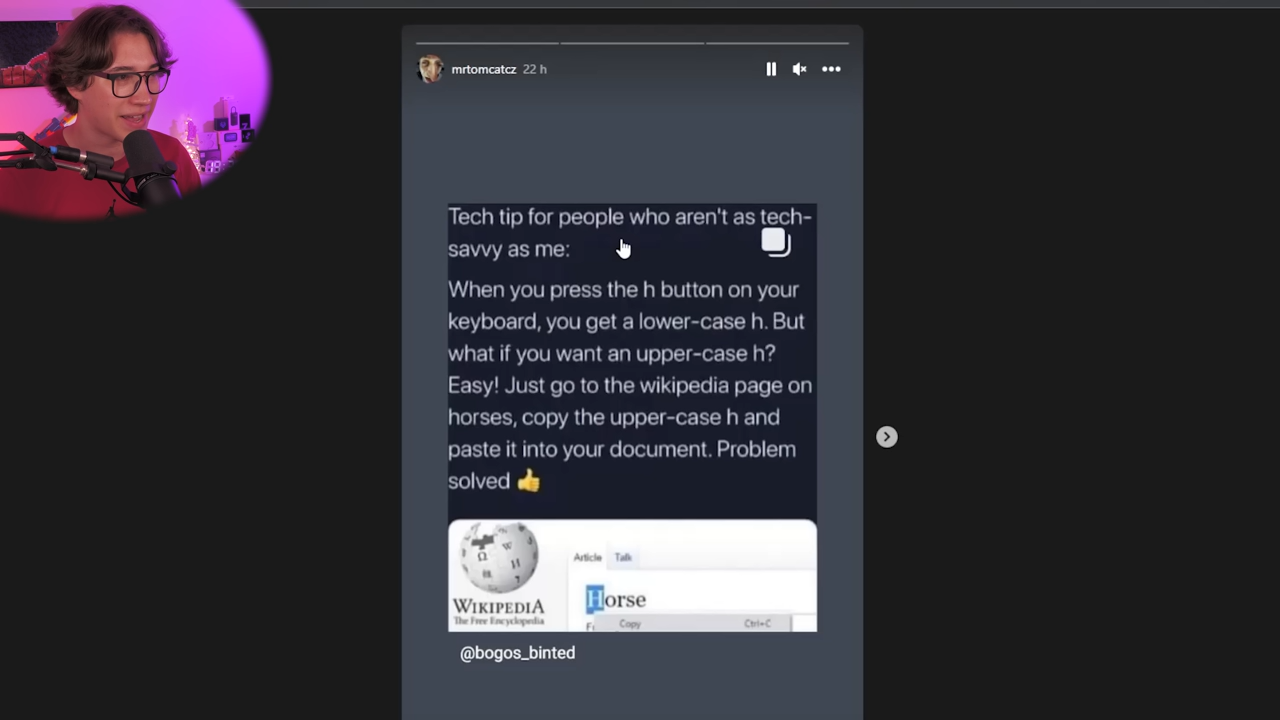 mrtomcatcz 22 h
Tech tip for people who aren't as tech-
savvy as me:
When you press the h button on your
keyboard, you get a lower-case h. But
what if you want an upper-case h?
Easy! Just go to the wikipedia page on
horses, copy the upper-case h and
paste it into your document. Problem
solved 👍
Article Talk
Horse
WIKIPEDIA
The Free Encyclopedia
Copy Ctrl+C
@bogos_binted